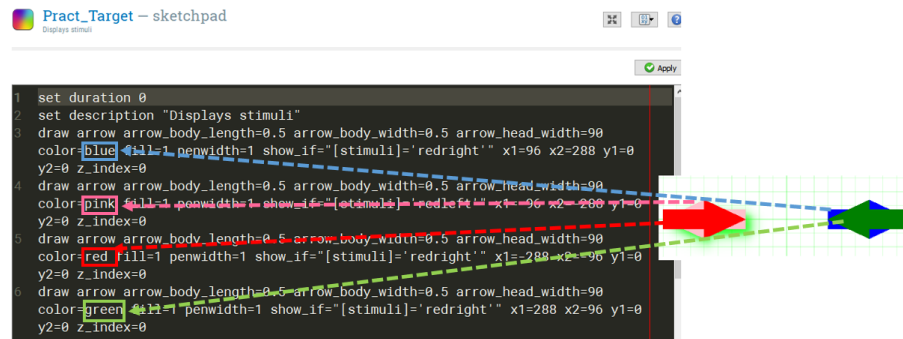 Pract_Target — sketchpad
Displays stimuli
Apply
1 set duration 0
2 set description "Displays stimuli"
3 draw arrow arrow_body_length=0.5 arrow_body_width=0.5 arrow_head_width=90
color=blue fill=1 penwidth=1 show_if="[stimuli]='redright'" x1=96 x2=288 y1=0
y2=0 z_index=0
4 draw arrow arrow_body_length=0.5 arrow_body_width=0.5 arrow_head_width=90
color=pink fill=1 penwidth=1 show_if="[stimuli]='redleft'" x1=-96 x2=-288 y1=0
y2=0 z_index=0
5 draw arrow arrow_body_length=0.5 arrow_body_width=0.5 arrow_head_width=90
color=red fill=1 penwidth=1 show_if="[stimuli]='redright'" x1=-288 x2=-96 y1=0
y2=0 z_index=0
6 draw arrow arrow_body_length=0.5 arrow_body_width=0.5 arrow_head_width=90
color=green fill=1 penwidth=1 show_if="[stimuli]='redright'" x1=288 x2=96 y1=0
y2=0 z_index=0